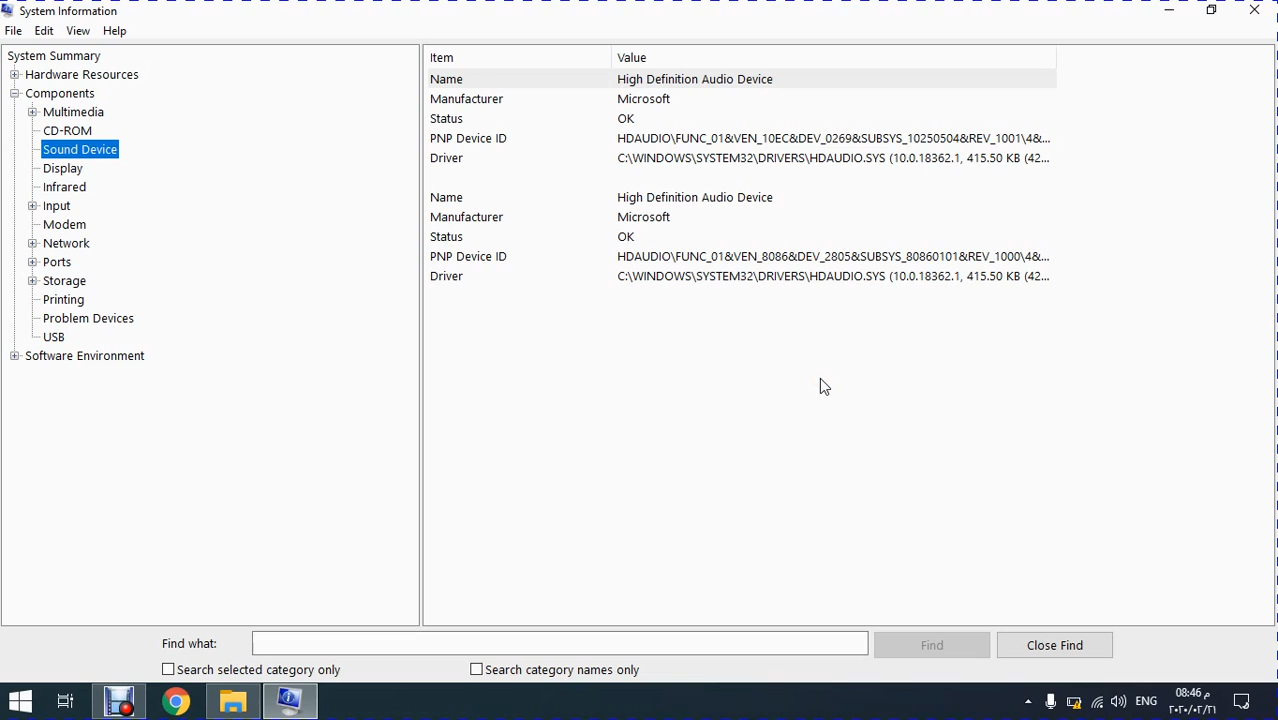 System Information
File Edit View Help
System Summary
Hardware Resources
Components
Multimedia
CD-ROM
Sound Device
Display
Infrared
Input
Modem
Network
Ports
Storage
Printing
Problem Devices
USB
Software Environment
Item Value
Name High Definition Audio Device
Manufacturer Microsoft
Status OK
PNP Device ID HDAUDIO\FUNC_01&VEN_10EC&DEV_0269&SUBSYS_10250504&REV_1001\4&...
Driver C:\WINDOWS\SYSTEM32\DRIVERS\HDAUDIO.SYS (10.0.18362.1, 415.50 KB (42...
Name High Definition Audio Device
Manufacturer Microsoft
Status OK
PNP Device ID HDAUDIO\FUNC_01&VEN_8086&DEV_2805&SUBSYS_80860101&REV_1000\4&...
Driver C:\WINDOWS\SYSTEM32\DRIVERS\HDAUDIO.SYS (10.0.18362.1, 415.50 KB (42...
Find what: Find Close Find
Search selected category only Search category names only
ENG
08:46 م
٢٠٢٠/٠٢/٢١